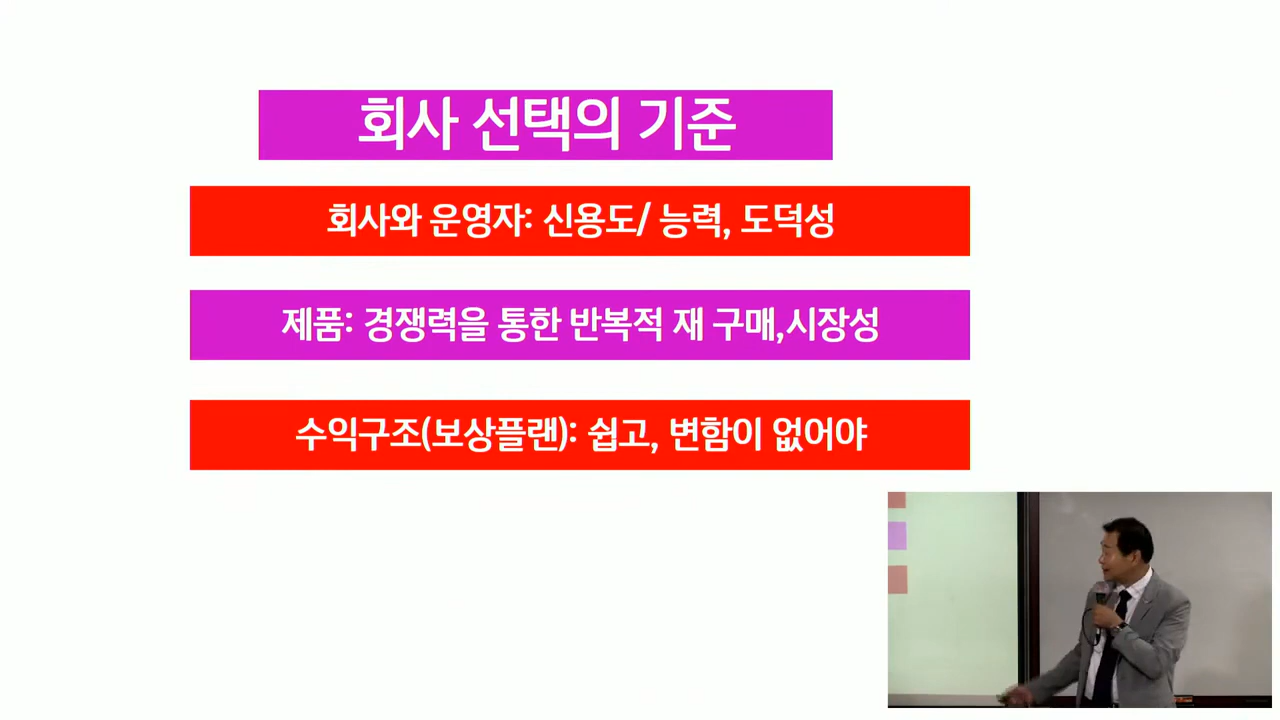 회사 선택의 기준
회사와 운영자: 신용도/ 능력, 도덕성
제품: 경쟁력을 통한 반복적 재 구매,시장성
수익구조(보상플랜): 쉽고, 변함이 없어야